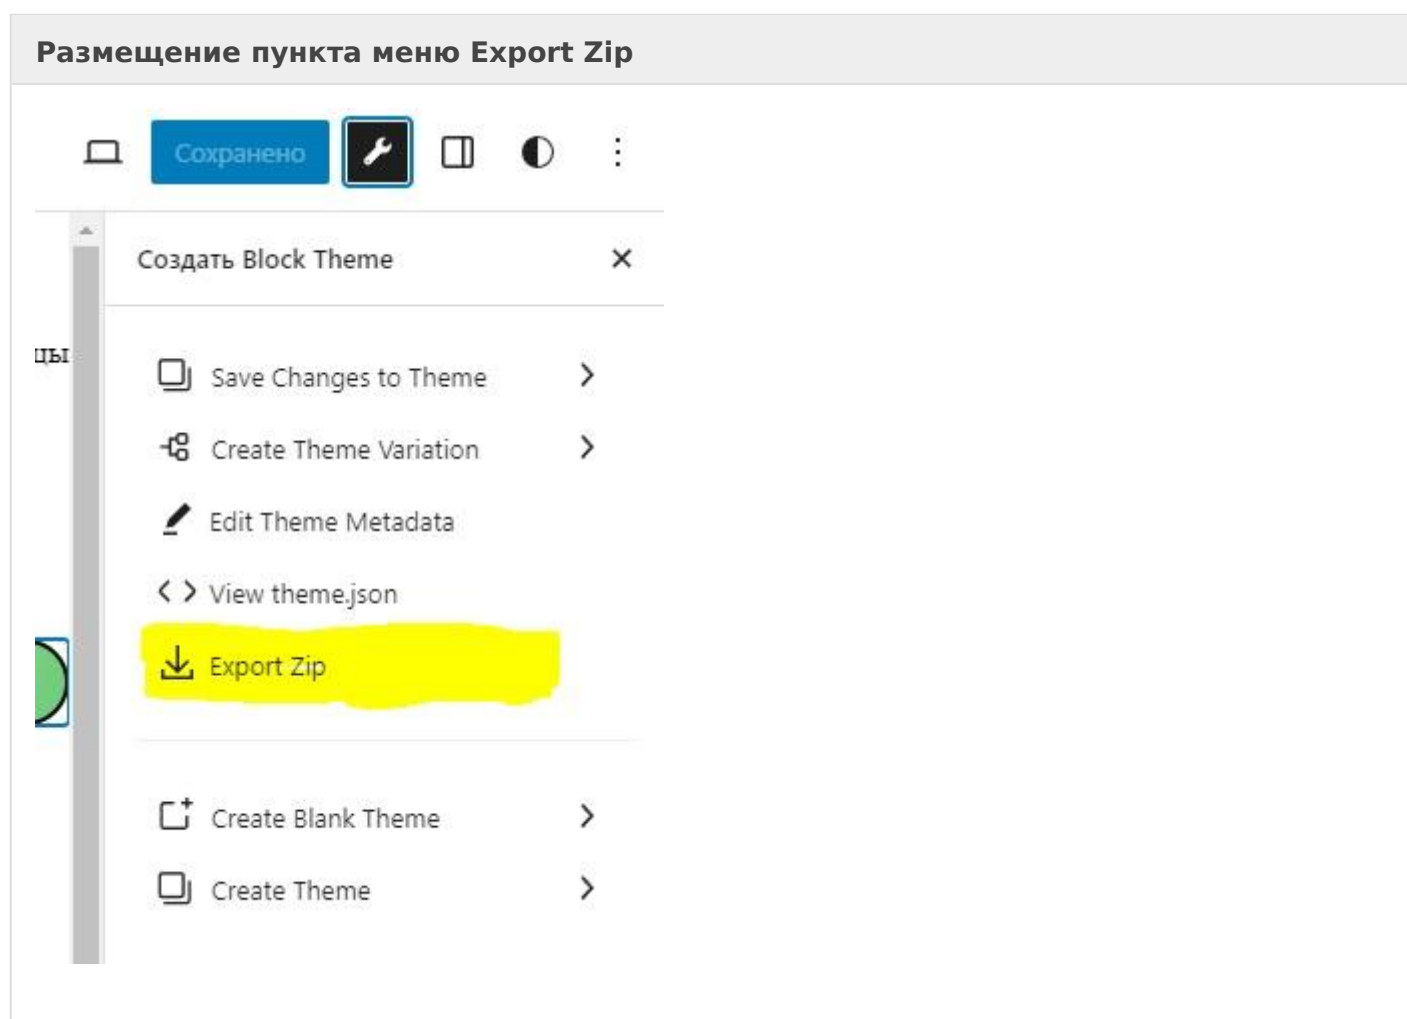 Размещение пункта меню Export Zip
Сохранено
Создать Block Theme
цы
Save Changes to Theme
Create Theme Variation
Edit Theme Metadata
View theme.json
Export Zip
Create Blank Theme
Create Theme